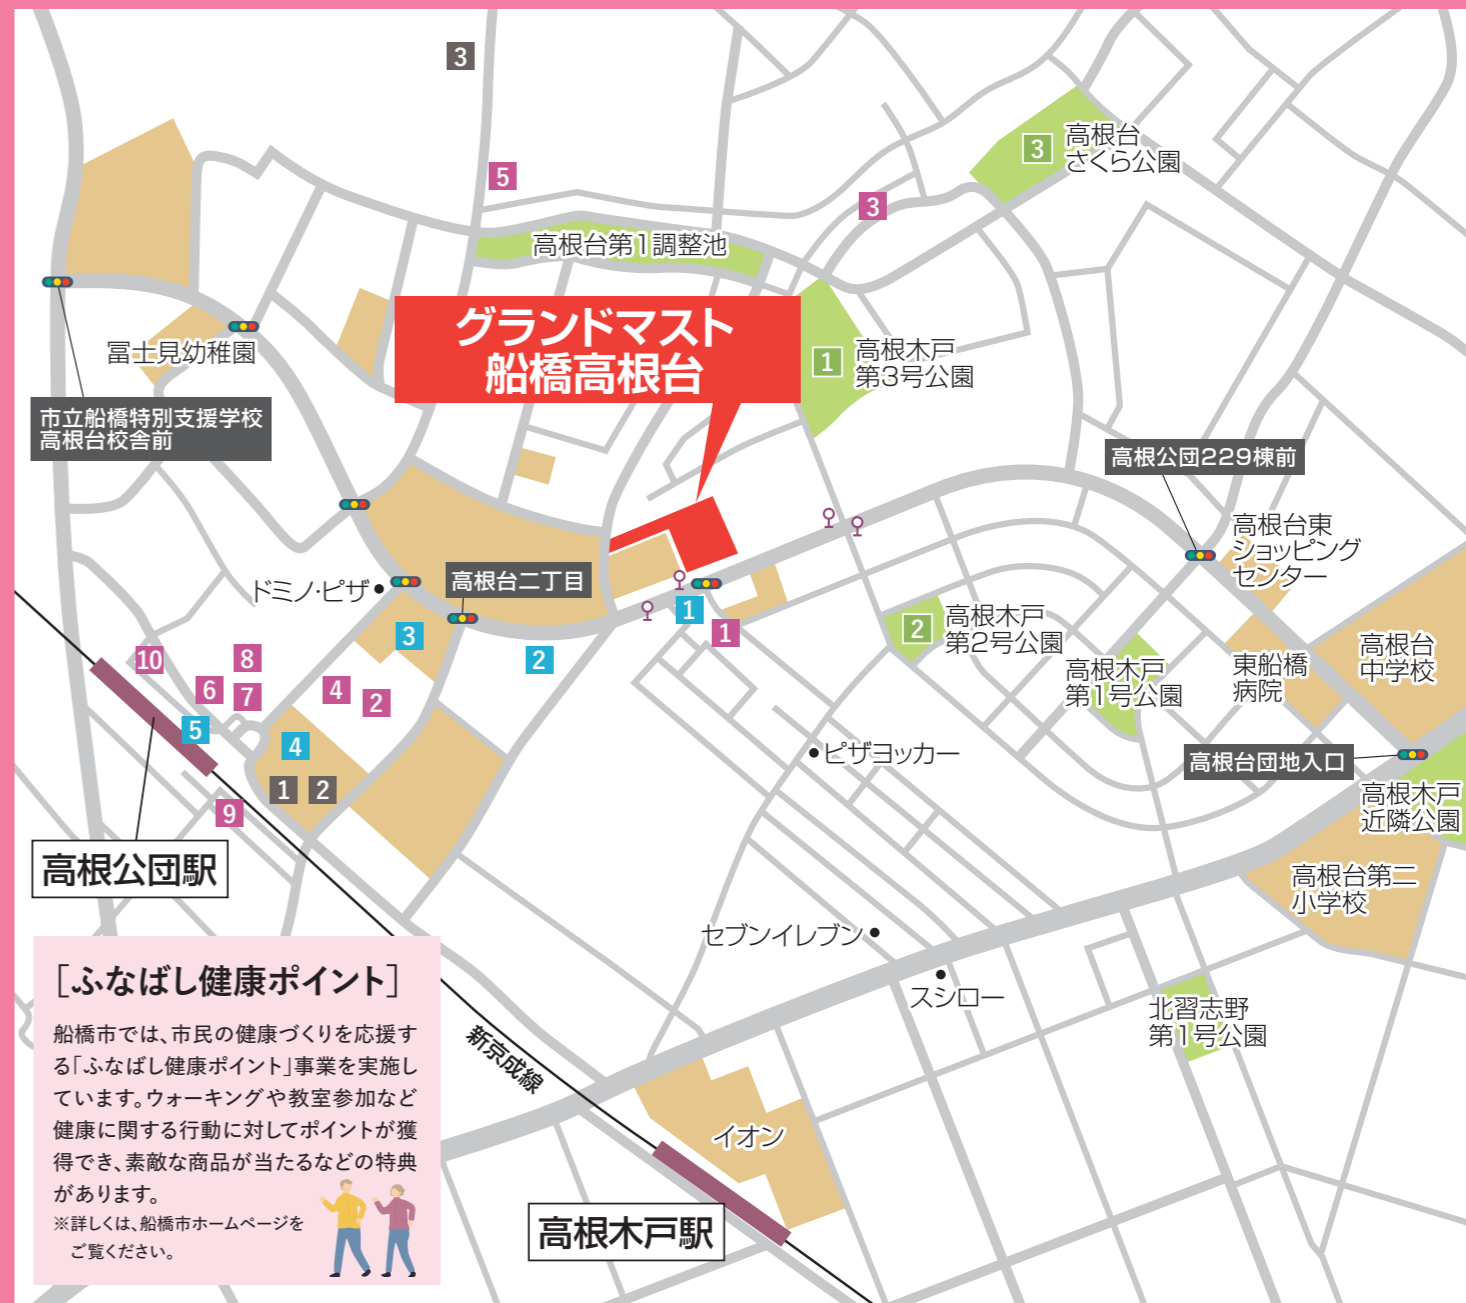 3
5
3
3
高根台
さくら公園
高根台第1調整池
グランドマスト
船橋高根台
1
高根木戸
第3号公園
冨士見幼稚園
市立船橋特別支援学校
高根台校舎前
高根公団229棟前
高根台東
ショッピング
センター
ドミノ・ピザ
高根台二丁目
1
1
2
高根木戸
第2号公園
3
2
高根木戸
第1号公園
東船橋
病院
高根台
中学校
10
8
6
7
4
2
5
4
ピザヨッカー
高根台団地入口
1
2
9
高根木戸
近隣公園
高根公団駅
高根台第二
小学校
セブンイレブン
スシロー
北習志野
第1号公園
新京成線
イオン
高根木戸駅
[ふなばし健康ポイント]
船橋市では、市民の健康づくりを応援す
る「ふなばし健康ポイント」事業を実施し
ています。ウォーキングや教室参加など
健康に関する行動に対してポイントが獲
得でき、素敵な商品が当たるなどの特典
があります。
※詳しくは、船橋市ホームページを
ご覧ください。